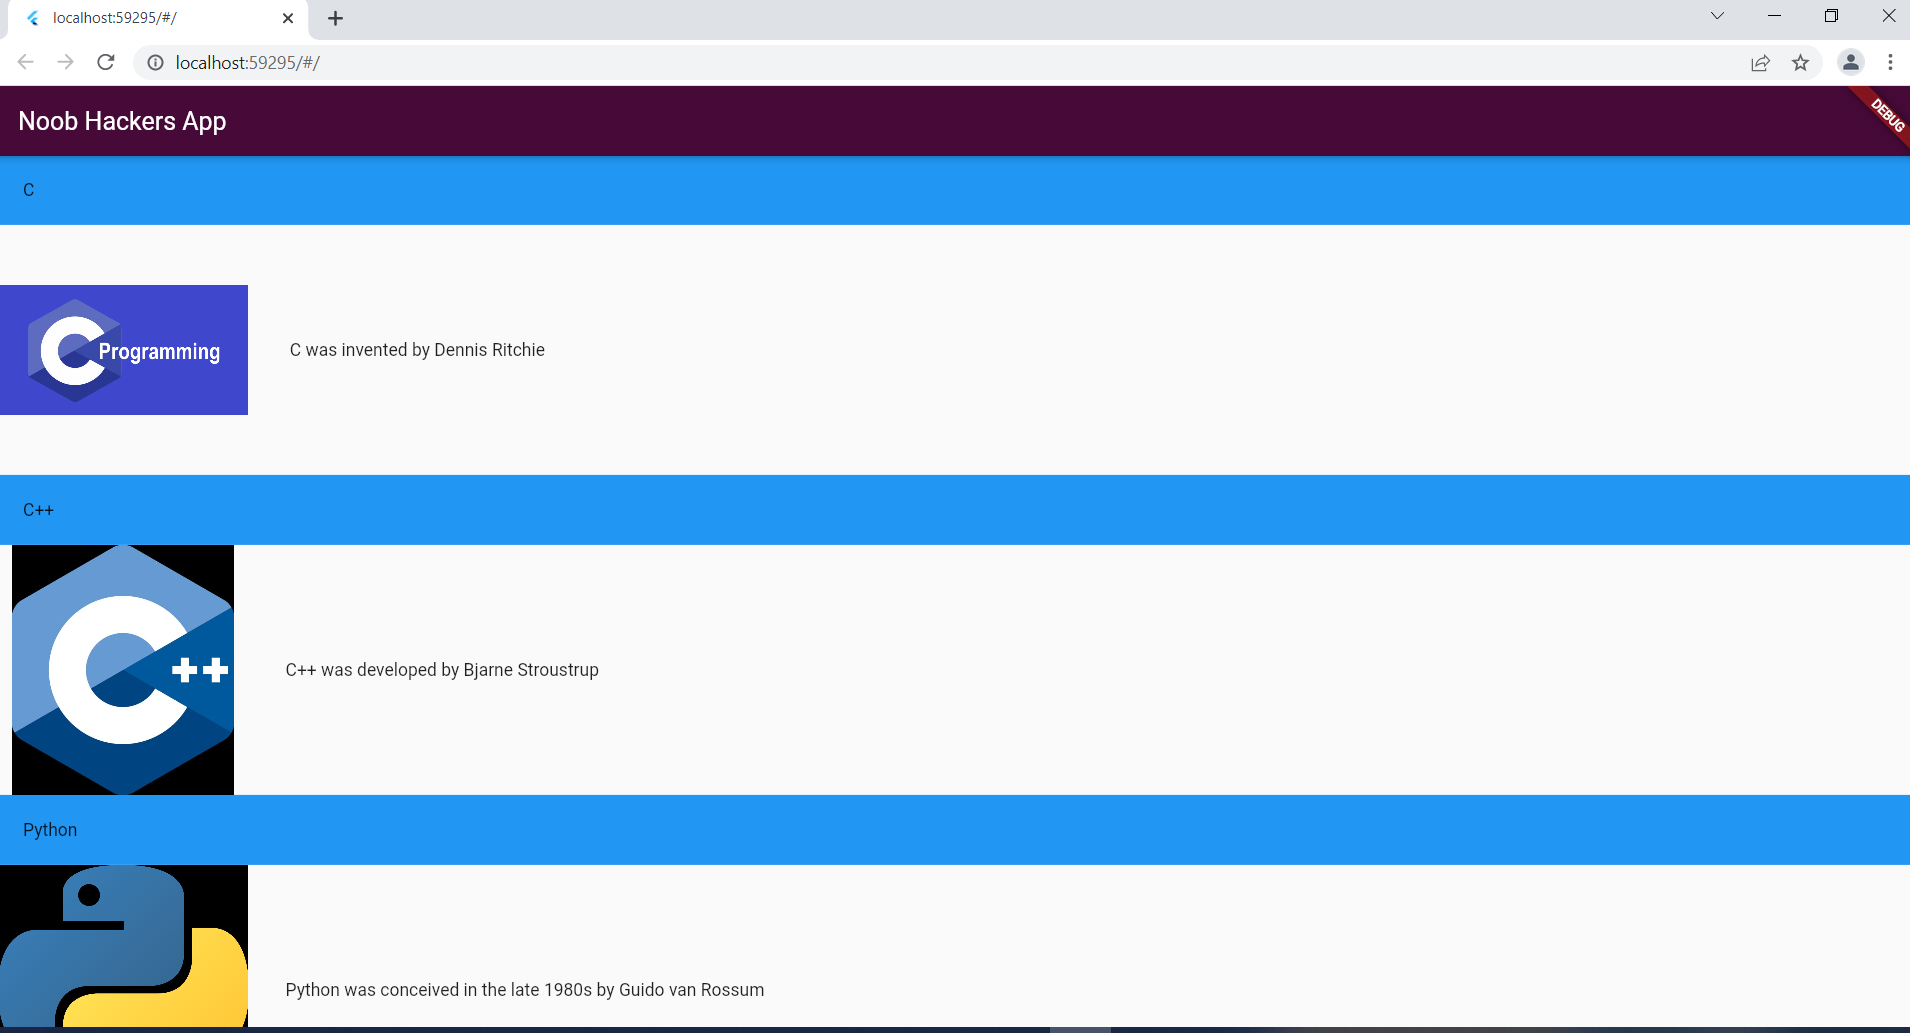 localhost:59295/#/
localhost:59295/#/
Noob Hackers App
DEBUG
C
C Programming
C was invented by Dennis Ritchie
C++
C++
C++ was developed by Bjarne Stroustrup
Python
Python was conceived in the late 1980s by Guido van Rossum